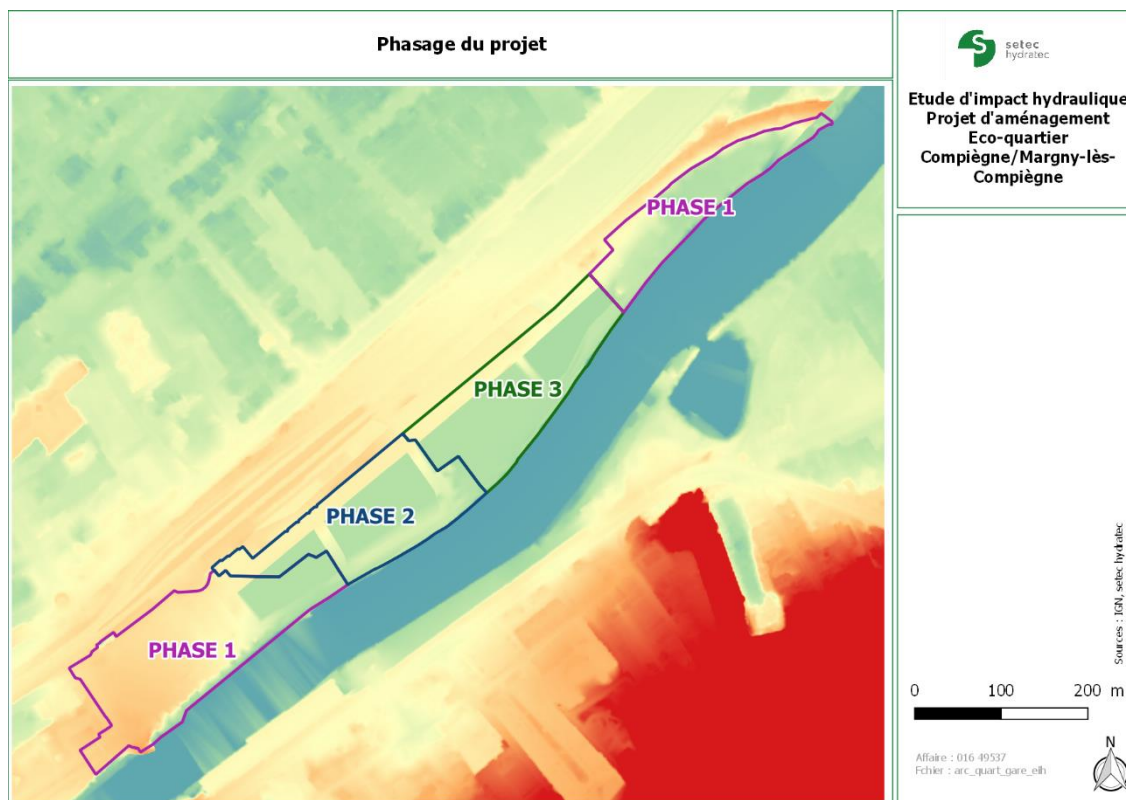 Phasage du projet
setec
hydratec
Etude d'impact hydraulique
Projet d'aménagement
Eco-quartier
Compiègne/Margny-lès-
Compiègne
PHASE 1
PHASE 3
PHASE 2
PHASE 1
Sources : IGN, setec hydratec
0 100 200 m
Affaire : 016 49537
Fchier : arc_quart_gare_eih
N